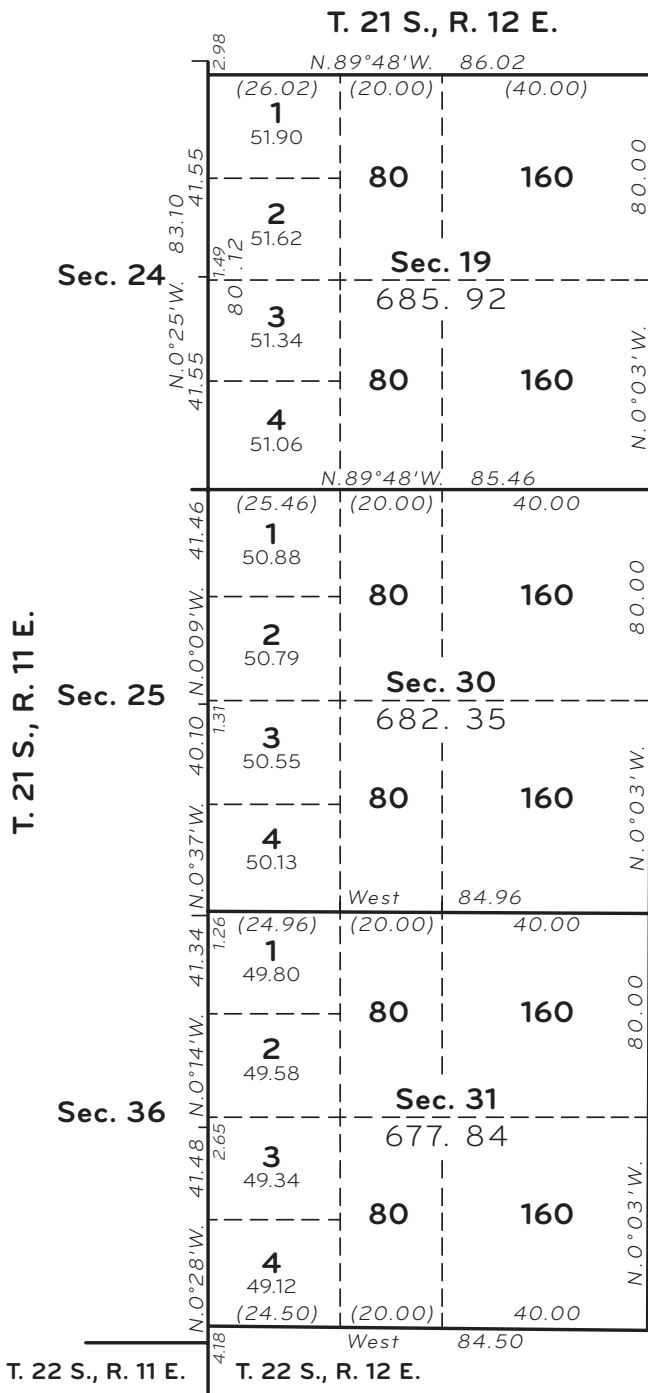 T. 21 S., R. 12 E.
2.98
N.89°48'W. 86.02
(26.02) (20.00) (40.00)
1
51.90
41.55
80 160
80.00
2
51.62
83.10
N.0°25'W.
Sec. 24
1.49
80.12
Sec. 19
685.92
3
51.34
41.55
80 160
N.0°03'W.
4
51.06
N.89°48'W. 85.46
(25.46) (20.00) 40.00
41.46
1
50.88
80 160
80.00
N.0°09'W.
2
50.79
T. 21 S., R. 11 E.
Sec. 25
Sec. 30
682.35
1.31
40.10
3
50.55
80 160
N.0°03'W.
N.0°37'W.
4
50.13
West 84.96
1.26
(24.96) (20.00) 40.00
41.34
1
49.80
80 160
80.00
N.0°14'W.
2
49.58
Sec. 36
Sec. 31
677.84
2.65
41.48
3
49.34
80 160
N.0°03'W.
N.0°28'W.
4
49.12
(24.50) (20.00) 40.00
West 84.50
4.18
T. 22 S., R. 11 E. T. 22 S., R. 12 E.